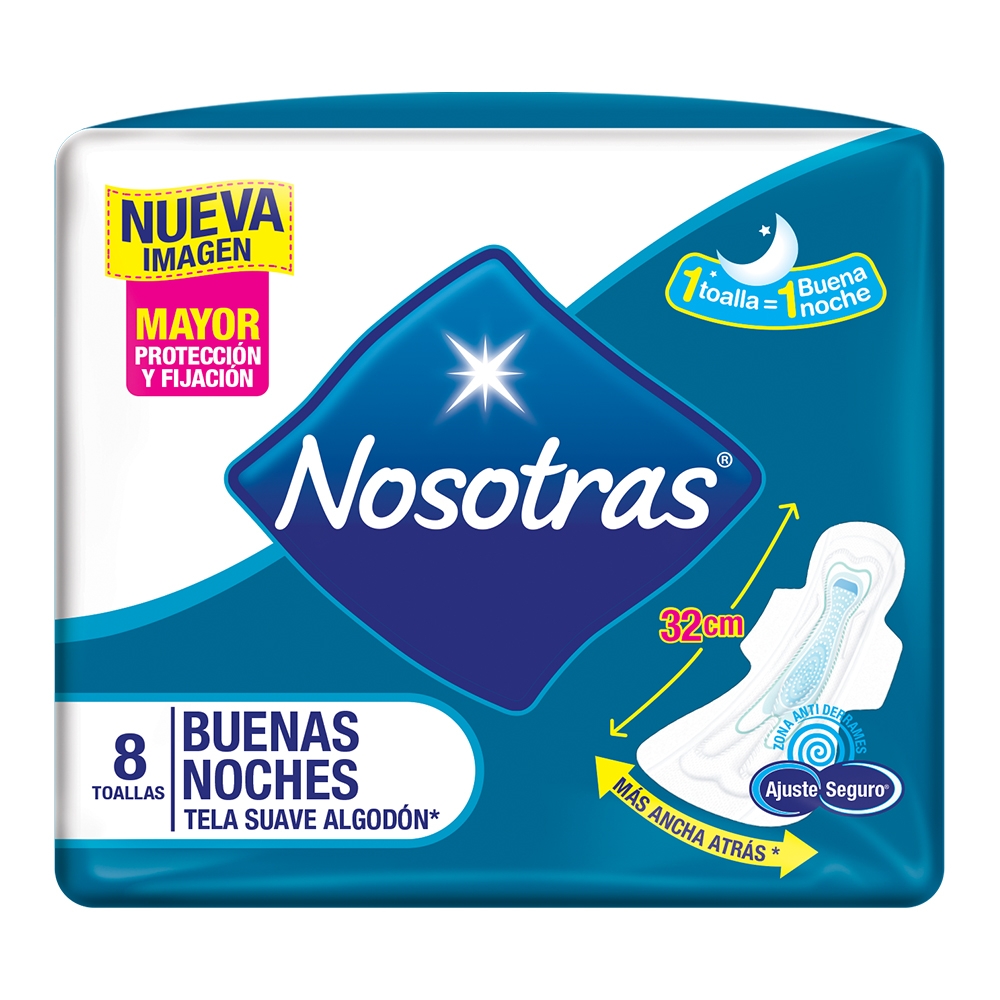 NUEVA
IMAGEN
MAYOR
PROTECCIÓN
Y FIJACIÓN
1 toalla = 1 Buena
noche
Nosotras®
32cm
ZONA ANTI DERRAMES
Ajuste Seguro®
MÁS ANCHA ATRÁS *
8
TOALLAS
BUENAS
NOCHES
TELA SUAVE ALGODÓN*